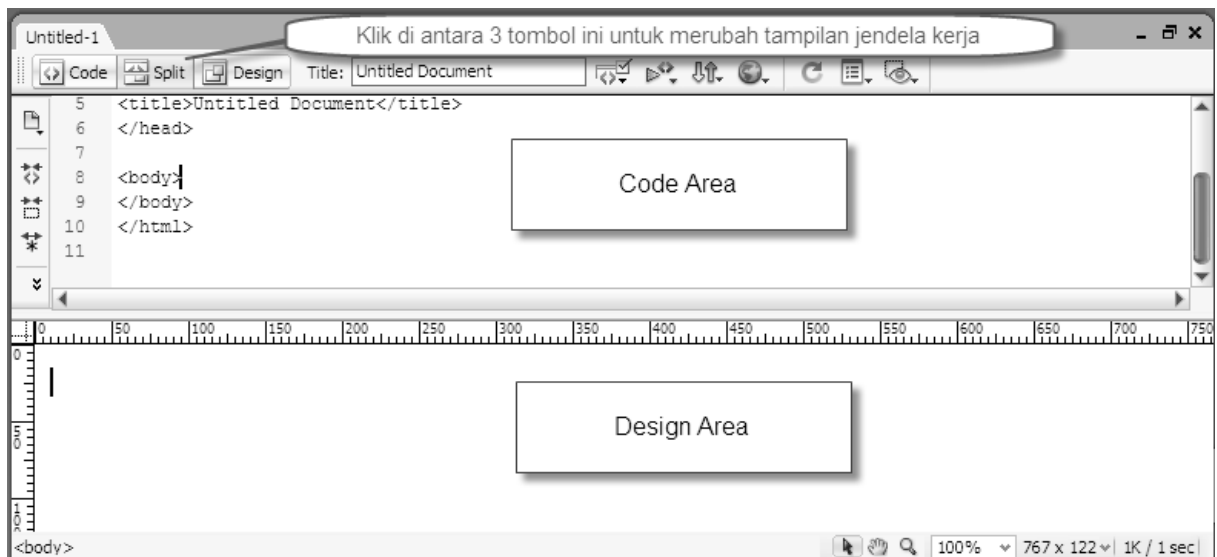 Untitled-1
Klik di antara 3 tombol ini untuk merubah tampilan jendela kerja
Code Split Design Title: Untitled Document
5 <title>Untitled Document</title>
6 </head>
7
8 <body>
9 </body>
10 </html>
11
Code Area
0 50 100 150 200 250 300 350 400 450 500 550 600 650 700 750
0
50
100
Design Area
<body> 100% 767 x 122 1K / 1 sec